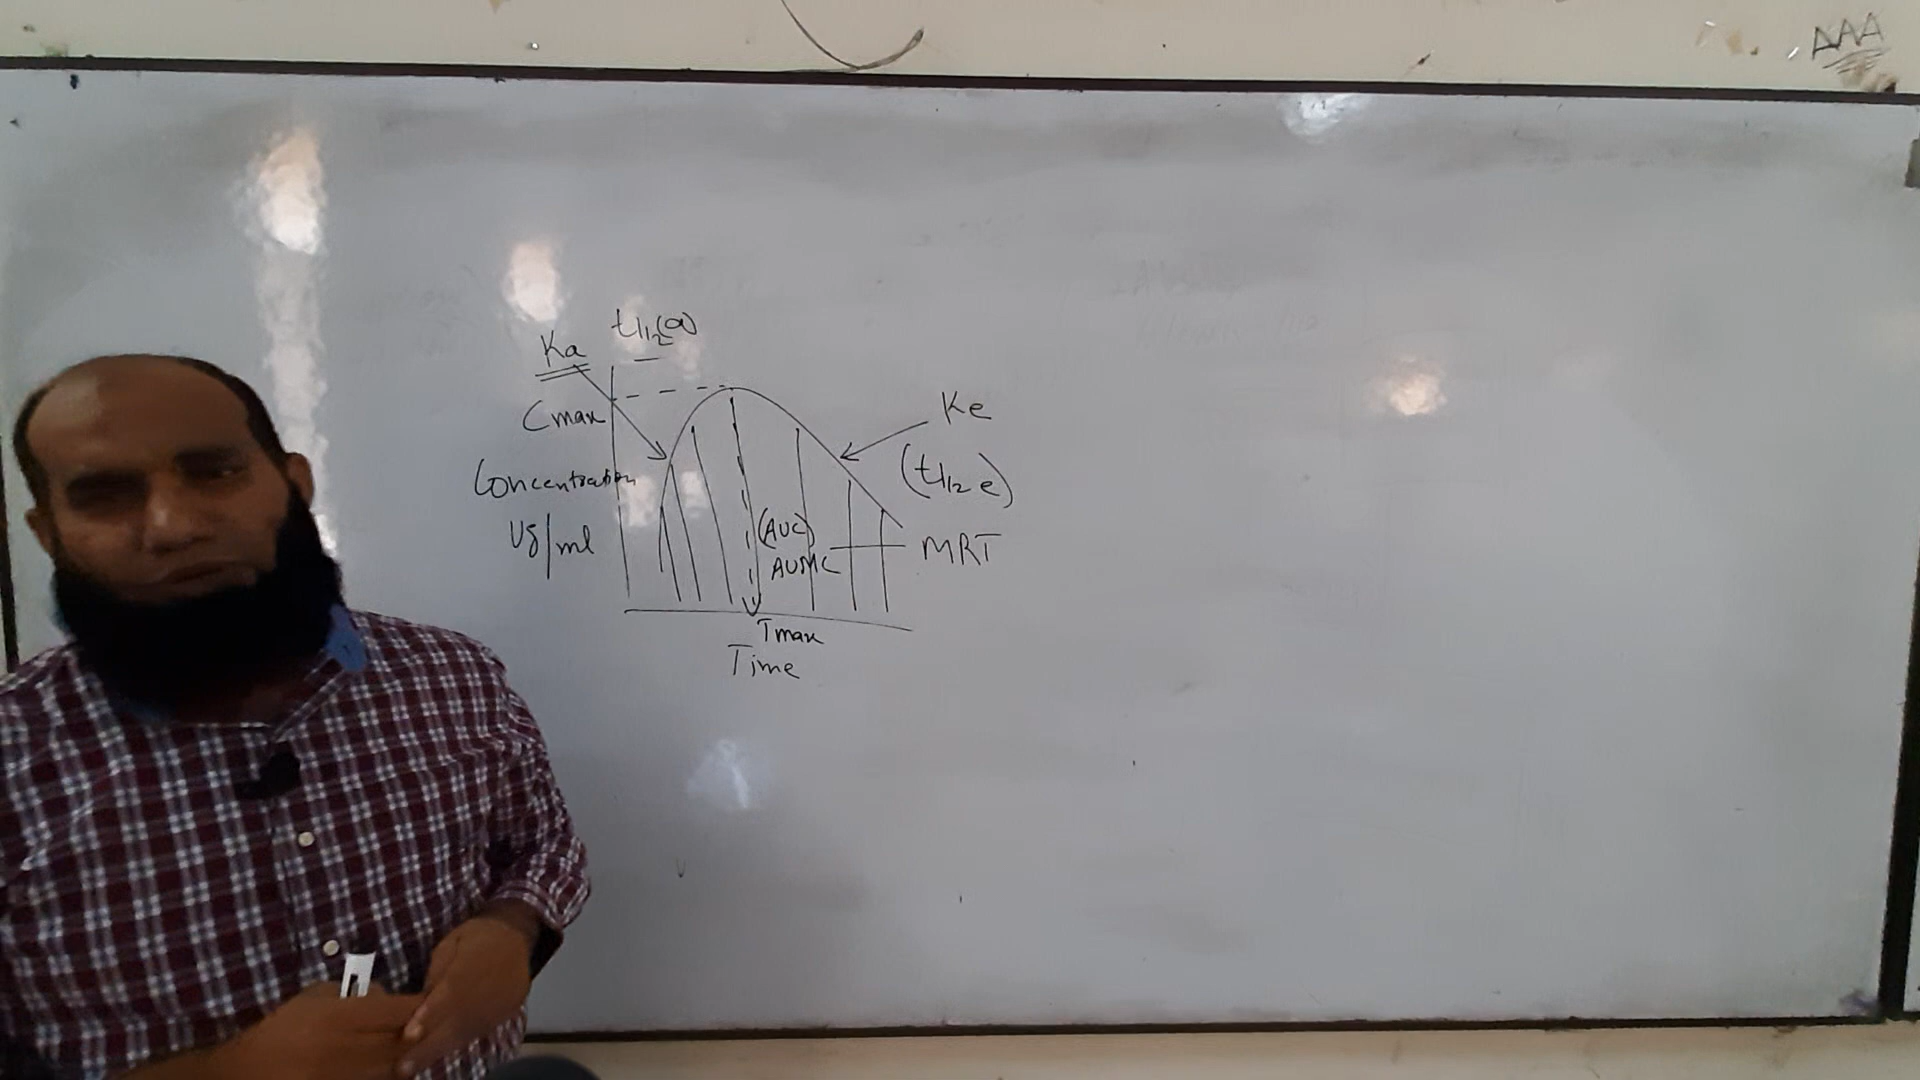 AAA
t1/2(a)
Ka
Cmax
Ke
Concentration
(t1/2 e)
ug/ml
(AUC)
AUMC
MRT
Tmax
Time